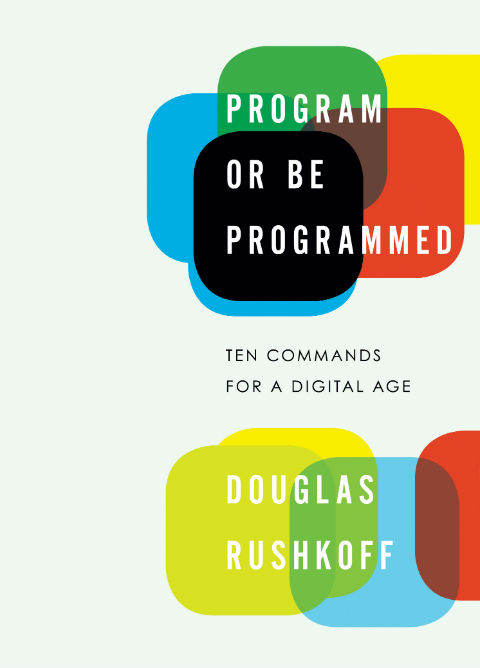 PROGRAM
OR BE
PROGRAMMED
TEN COMMANDS
FOR A DIGITAL AGE
DOUGLAS
RUSHKOFF